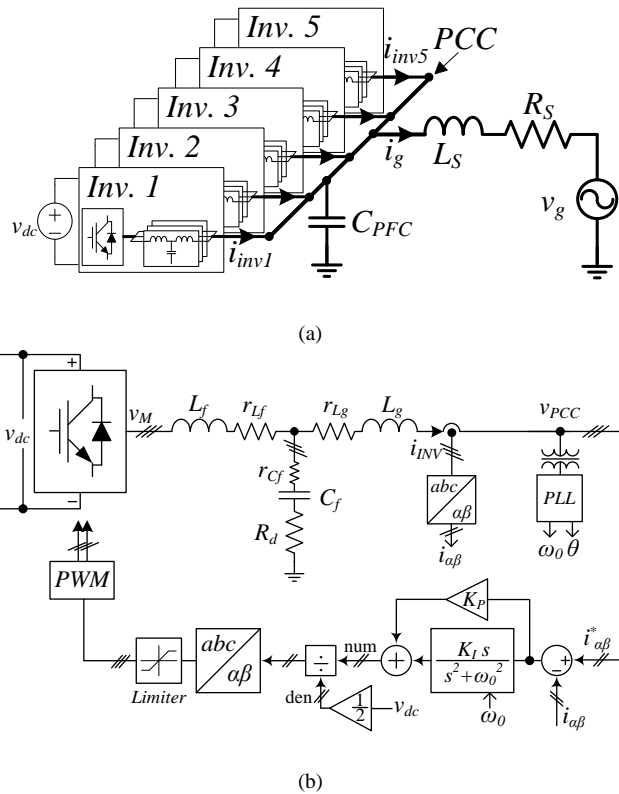 Inv. 5
i_inv5
PCC
Inv. 4
Inv. 3
R_S
Inv. 2
i_g
L_S
Inv. 1
v_dc
v_g
C_PFC
i_inv1
(a)
+
v_M
L_f
r_Lf
r_Lg
L_g
v_PCC
v_dc
i_INV
r_Cf
abc
αβ
PLL
C_f
−
R_d
i_αβ
ω_0 θ
PWM
K_P
abc
αβ
÷
num
+
K_I s
s^2+ω_0^2
− +
i*_αβ
Limiter
den
1
2
v_dc
ω_0
i_αβ
(b)